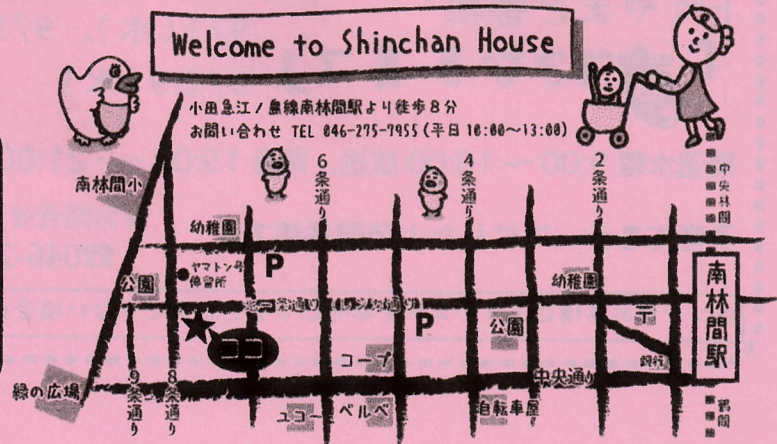 Welcome to Shinchan House
小田急江ノ島線南林間駅より徒歩8分
お問い合わせ TEL 046-275-7955(平日10:00～13:00)
6条通り
4条通り
2条通り
中央林間
南林間小
幼稚園
P
ヤマトン号
停留所
公園
幼稚園
南林間駅
P
公園
〒
銀行
ココ
コープ
中央通り
緑の広場
9条通り
8条通り
ユコー
ベルベ
自転車屋
鶴間